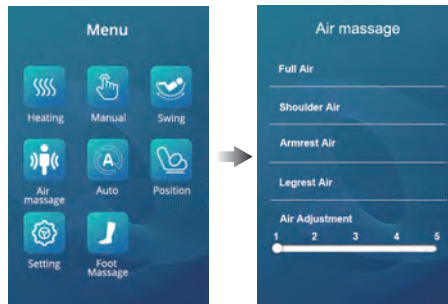 Menu
Heating Manual Swing
Air massage Auto Position
A
Setting Foot Massage
Air massage
Full Air
Shoulder Air
Armrest Air
Legrest Air
Air Adjustment
1 2 3 4 5